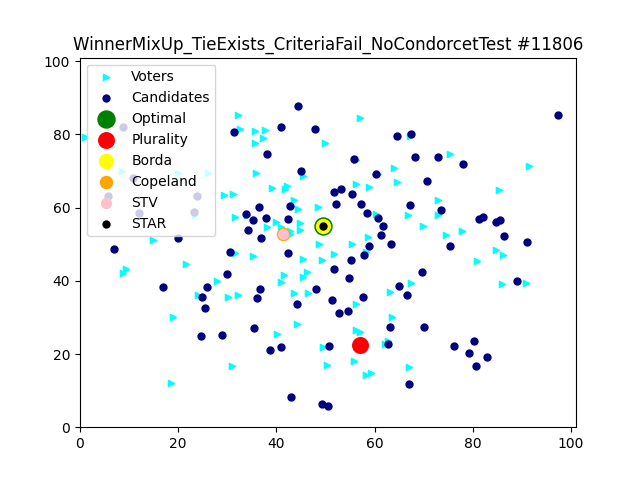 WinnerMixUp_TieExists_CriteriaFail_NoCondorcetTest #11806
100
80
60
40
20
0
0
20
40
60
80
100
Voters
Candidates
Optimal
Plurality
Borda
Copeland
STV
STAR